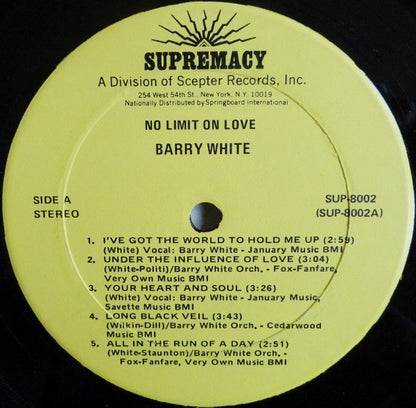 SUPREMACY
A Division of Scepter Records, Inc.
254 West 54th St., New York, N.Y. 10019
Nationally Distributed by Springboard International
NO LIMIT ON LOVE
BARRY WHITE
SIDE A
STEREO
SUP-8002
(SUP-8002A)
1. I'VE GOT THE WORLD TO HOLD ME UP (2:59)
(White) Vocal: Barry White - January Music BMI
2. UNDER THE INFLUENCE OF LOVE (3:04)
(White-Politi)/Barry White Orch. - Fox-Fanfare,
Very Own Music BMI
3. YOUR HEART AND SOUL (3:26)
(White) Vocal: Barry White - January Music,
Savette Music BMI
4. LONG BLACK VEIL (3:43)
(Wilkin-Dill)/Barry White Orch. - Cedarwood
Music BMI
5. ALL IN THE RUN OF A DAY (2:51)
(White-Staunton)/Barry White Orch. -
Fox-Fanfare, Very Own Music BMI